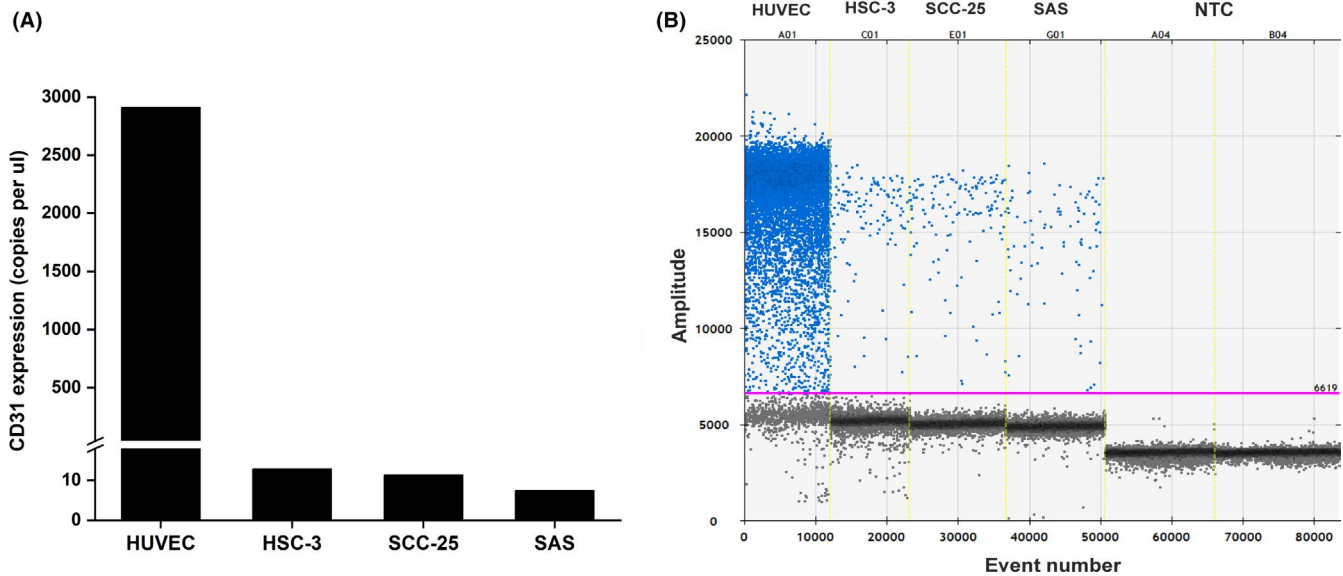 (A)
CD31 expression (copies per ul)
3000
2500
2000
1500
1000
500
10
0
HUVEC HSC-3 SCC-25 SAS
(B)
HUVEC HSC-3 SCC-25 SAS NTC
A01 C01 E01 G01 A04 B04
Amplitude
25000
20000
15000
10000
6619
5000
0
0 10000 20000 30000 40000 50000 60000 70000 80000
Event number